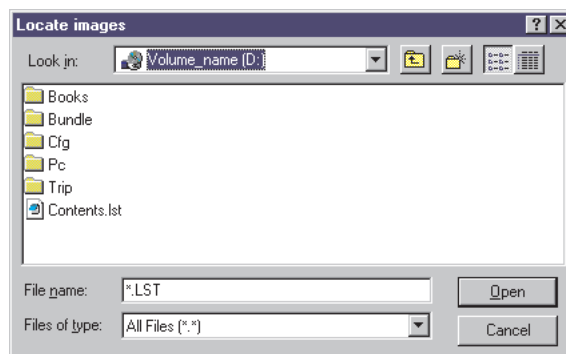 Locate images
Look in: Volume_name (D:)
Books
Bundle
Cfg
Pc
Trip
Contents.lst
File name: *.LST Open
Files of type: All Files (*.*) Cancel